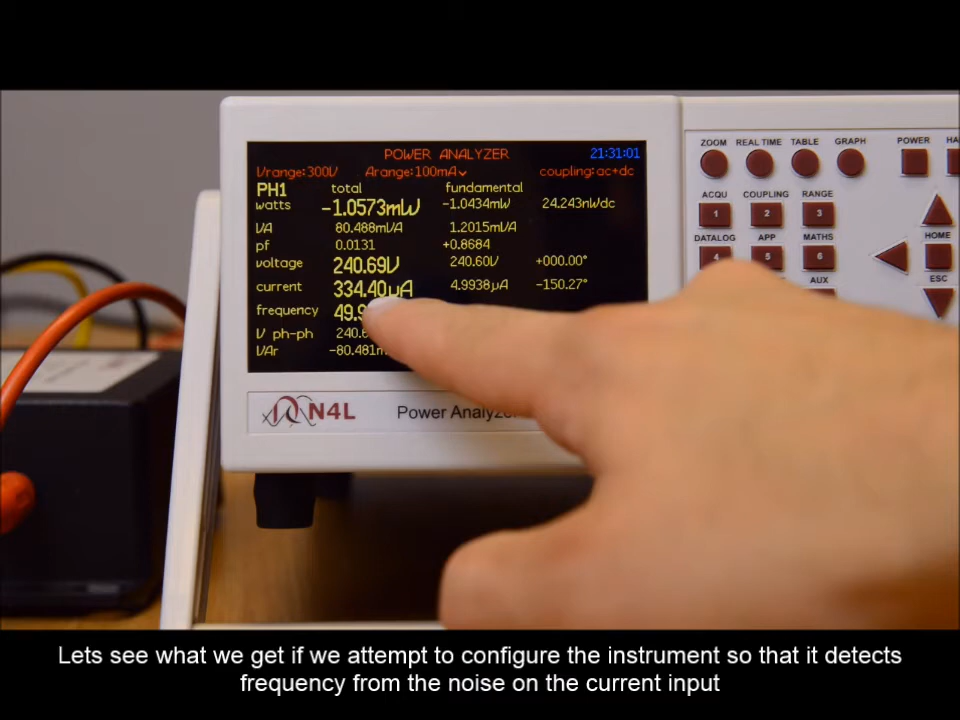 POWER ANALYZER 21:31:01
Vrange:300V Arange:100mA coupling:ac+dc
PH1 total fundamental
watts -1.0573mW -1.0434mW 24.243nWdc
VA 80.488mVA 1.2015mVA
pf 0.0131 +0.8684
voltage 240.69V 240.60V +000.00°
current 334.40µA 4.9938µA -150.27°
frequency
V ph-ph
VAr
N4L Power Analyzer
ZOOM REAL TIME TABLE GRAPH POWER
ACQU COUPLING RANGE
1 2 3
DATALOG APP MATHS HOME
4 5 6
AUX ESC
Lets see what we get if we attempt to configure the instrument so that it detects
frequency from the noise on the current input